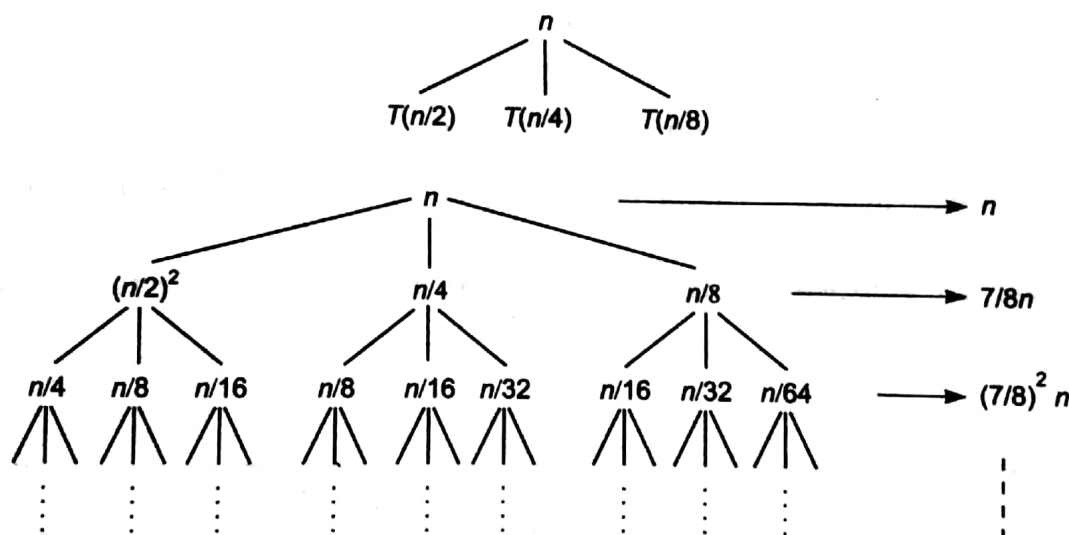 n
T(n/2) T(n/4) T(n/8)
n n
(n/2)² n/4 n/8 7/8n
n/4 n/8 n/16 n/8 n/16 n/32 n/16 n/32 n/64 (7/8)² n